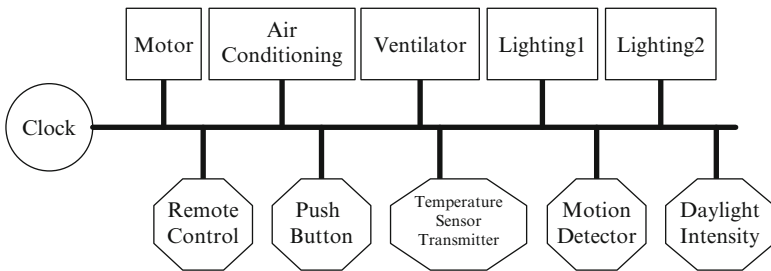 Motor
Air
Conditioning
Ventilator
Lighting1
Lighting2
Clock
Remote
Control
Push
Button
Temperature
Sensor
Transmitter
Motion
Detector
Daylight
Intensity